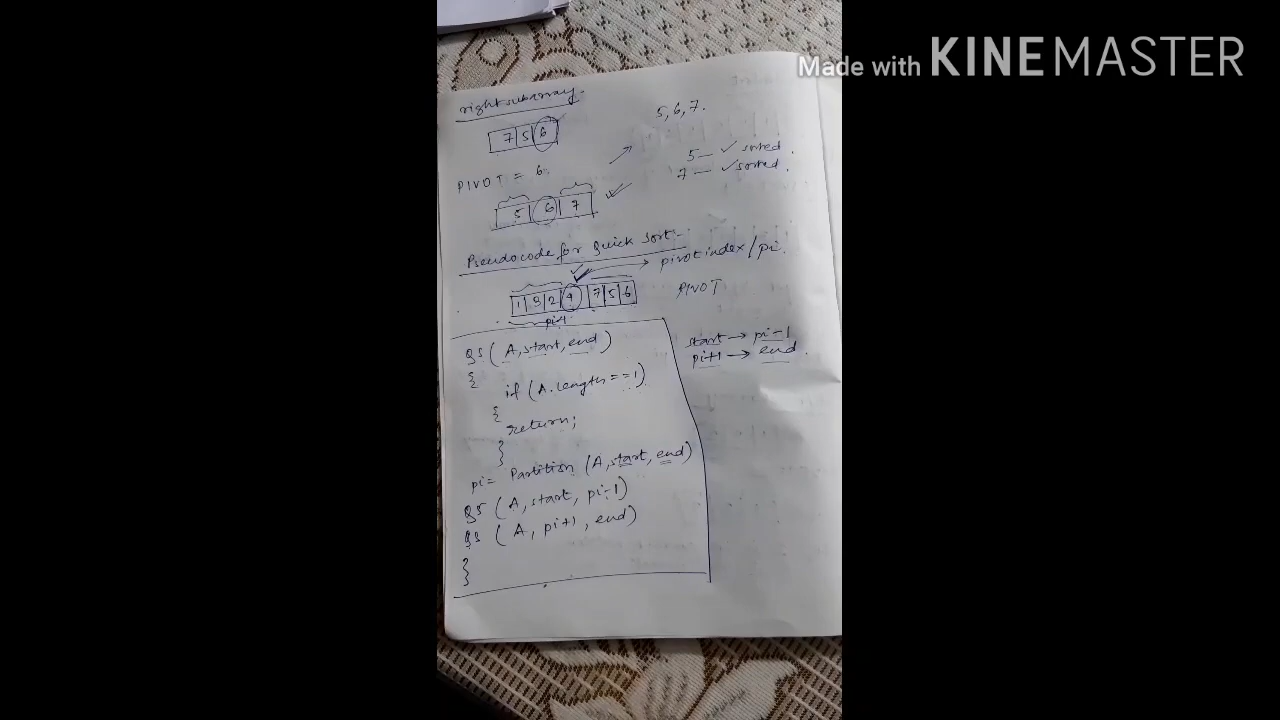 Made with KINEMASTER
right subarray.
7 5 6
5, 6, 7.
PIVOT = 6
5 — ✓ sorted.
7 — ✓ sorted.
5 6 7
Pseudocode for Quick Sort -
→ pivot index / pi.
1 3 2 4 7 5 6
PIVOT
pi-1
start → pi-1
pi+1 → end.
QS (A, start, end)
{
if (A.length == 1)
{
return;
}
pi = Partition (A, start, end)
QS (A, start, pi-1)
QS (A, pi+1, end)
}